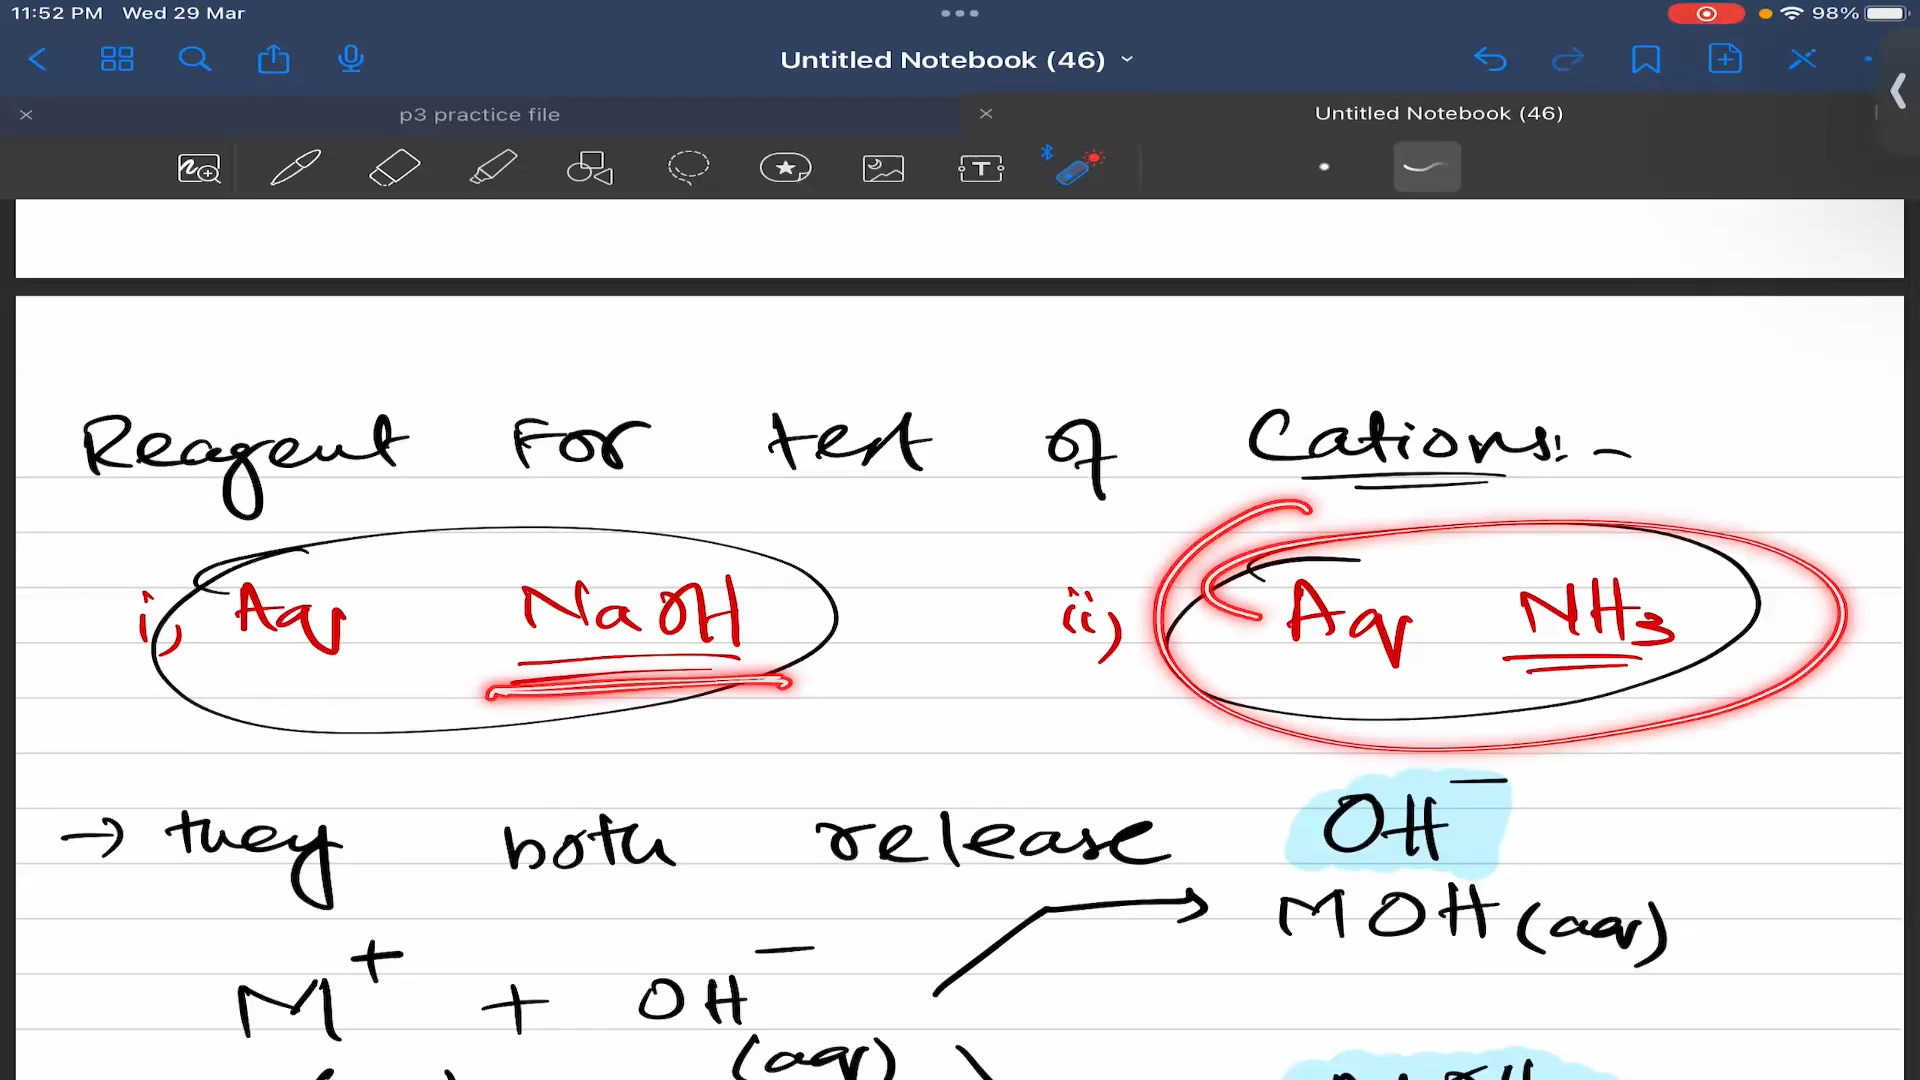 11:52 PM Wed 29 Mar 98%
Untitled Notebook (46)
p3 practice file Untitled Notebook (46)
T
Reagent For test of Cations:-
i) Aq NaOH ii) Aq NH3
→ they both release OH⁻
MOH (aq)
M⁺ + OH⁻
(aq)